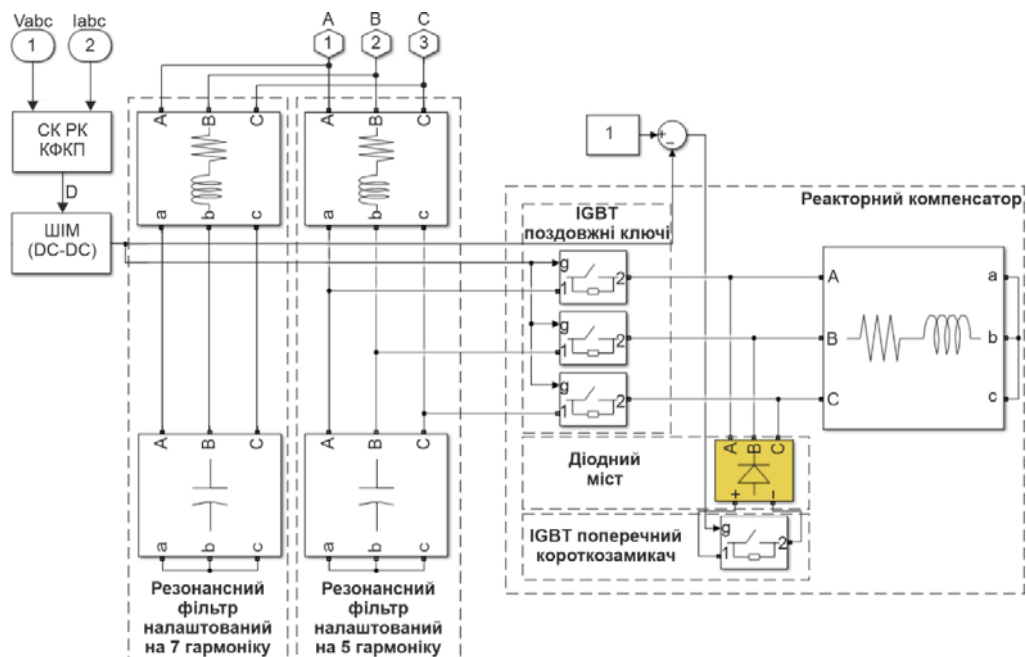 Vabc
Iabc
A
B
C
1
2
1
2
3
A
B
C
A
B
C
СК РК
КФКП
1
+
−
D
a
b
c
a
b
c
ШІМ
(DC-DC)
Реакторний компенсатор
IGBT
поздовжні ключі
g
1
2
g
1
2
g
1
2
A
B
C
a
b
c
A
B
C
A
B
C
A
B
C
+
-
Діодний
міст
a
b
c
a
b
c
IGBT поперечний
короткозамикач
g
1
2
Резонансний
фільтр
налаштований
на 7 гармоніку
Резонансний
фільтр
налаштований
на 5 гармоніку